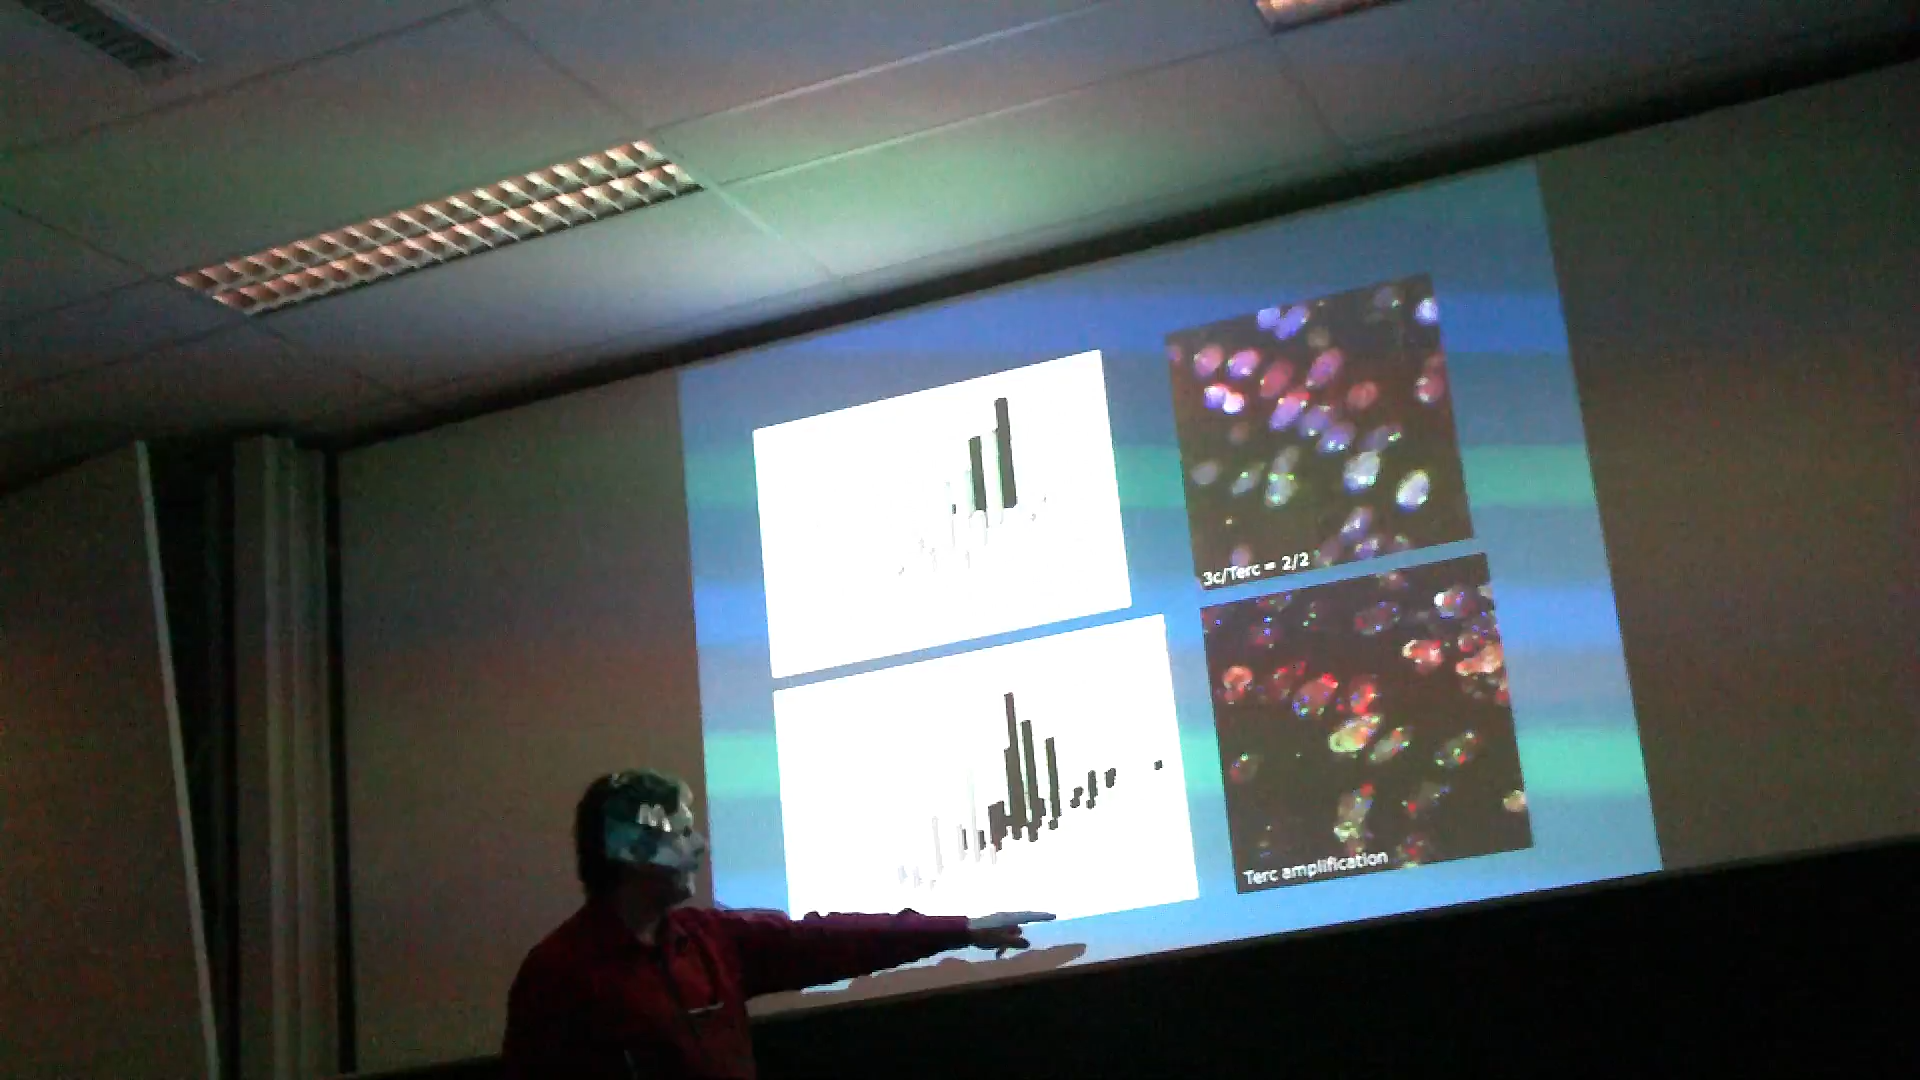 3c/Terc = 2/2
Terc amplification